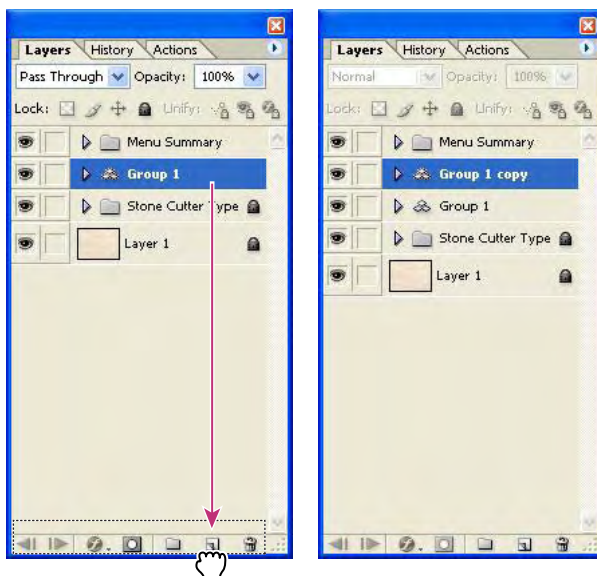 Layers History Actions
Pass Through Opacity: 100%
Lock: Unify:
Menu Summary
Group 1
Stone Cutter Type
Layer 1
Layers History Actions
Normal Opacity: 100%
Lock: Unify:
Menu Summary
Group 1 copy
Group 1
Stone Cutter Type
Layer 1